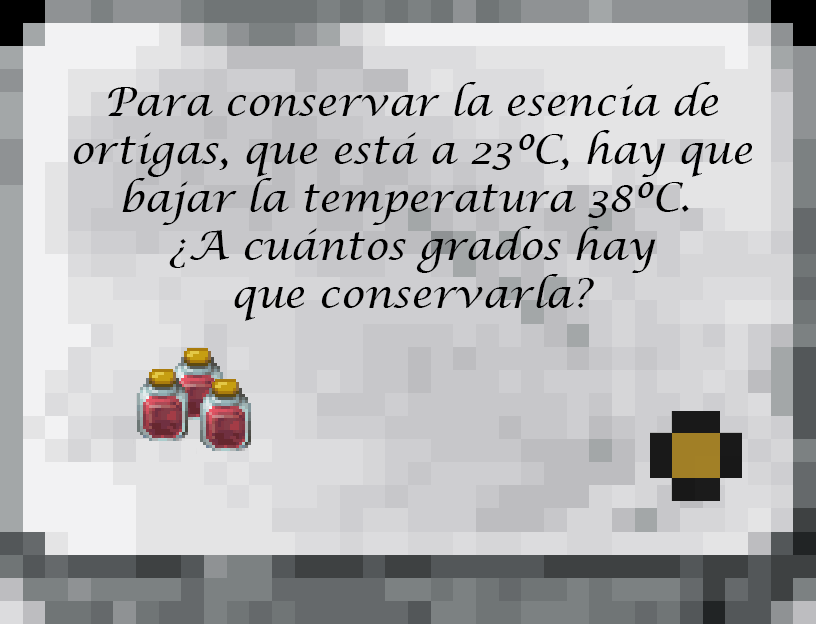 Para conservar la esencia de
ortigas, que está a 23ºC, hay que
bajar la temperatura 38ºC.
¿A cuántos grados hay
que conservarla?